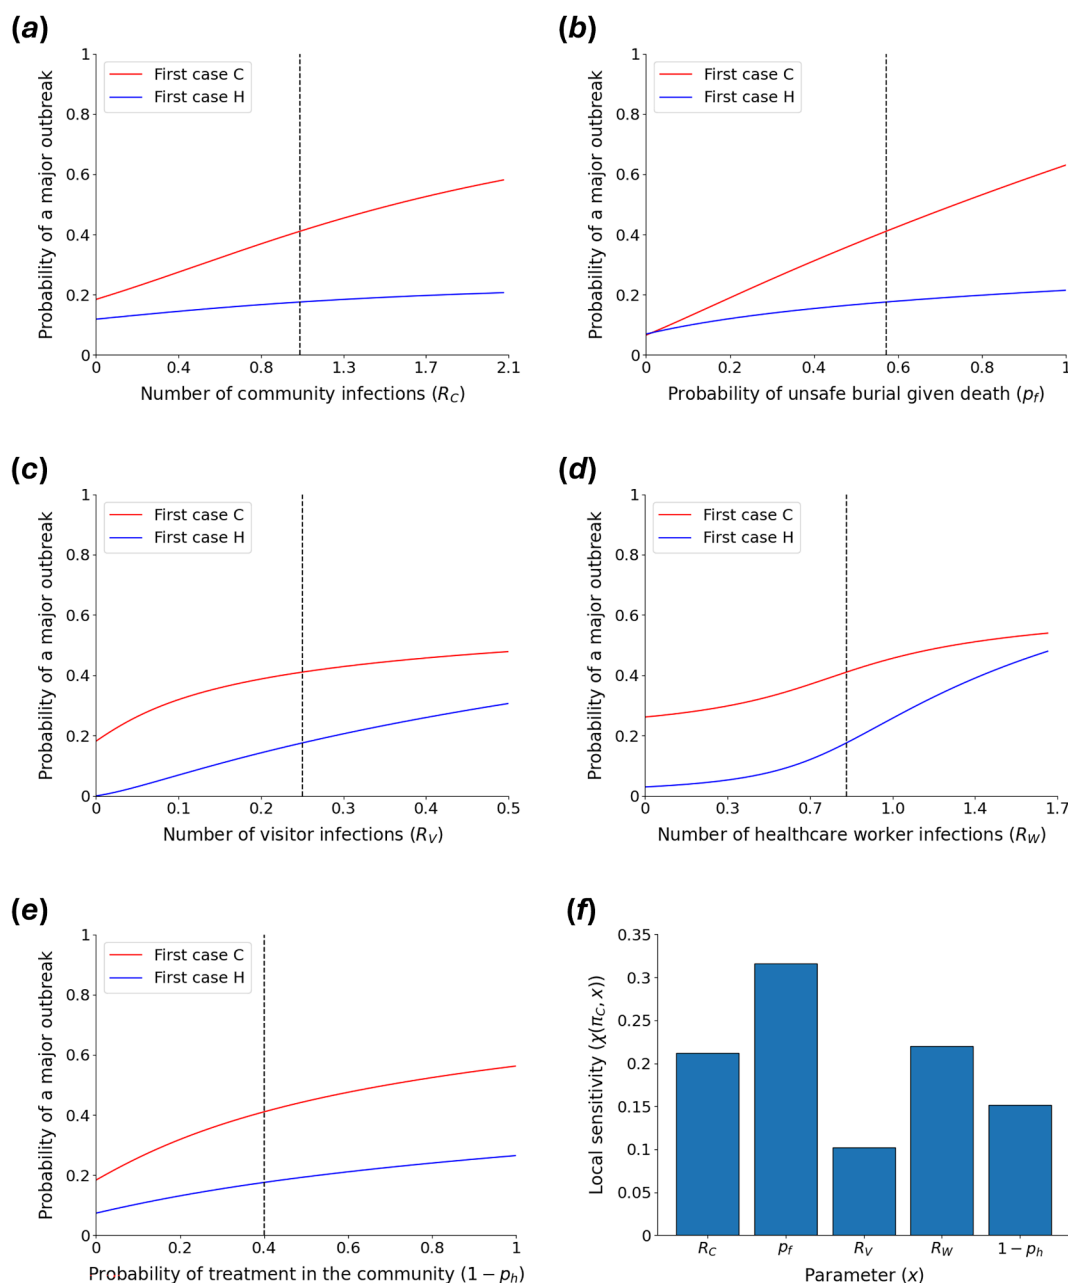 (a)
Probability of a major outbreak
1
0.8
0.6
0.4
0.2
0
First case C
First case H
0 0.4 0.8 1.3 1.7 2.1
Number of community infections (R_C)
(b)
Probability of a major outbreak
1
0.8
0.6
0.4
0.2
0
First case C
First case H
0 0.2 0.4 0.6 0.8 1
Probability of unsafe burial given death (p_f)
(c)
Probability of a major outbreak
1
0.8
0.6
0.4
0.2
0
First case C
First case H
0 0.1 0.2 0.3 0.4 0.5
Number of visitor infections (R_V)
(d)
Probability of a major outbreak
1
0.8
0.6
0.4
0.2
0
First case C
First case H
0 0.3 0.7 1.0 1.4 1.7
Number of healthcare worker infections (R_W)
(e)
Probability of a major outbreak
1
0.8
0.6
0.4
0.2
0
First case C
First case H
0 0.2 0.4 0.6 0.8 1
Probability of treatment in the community (1 − p_h)
(f)
Local sensitivity (χ(π_C, x))
0.35
0.3
0.25
0.2
0.15
0.1
0.05
0
R_C p_f R_V R_W 1 − p_h
Parameter (x)